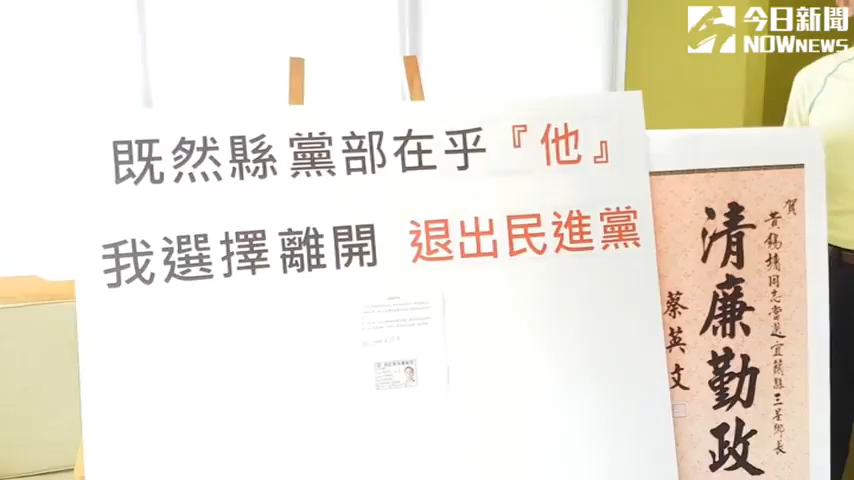 今日新聞
NOWNEWS
既然縣黨部在乎『他』
我選擇離開 退出民進黨
賀
黃錫墉同志當選宜蘭縣三星鄉長
清廉勤政
蔡英文